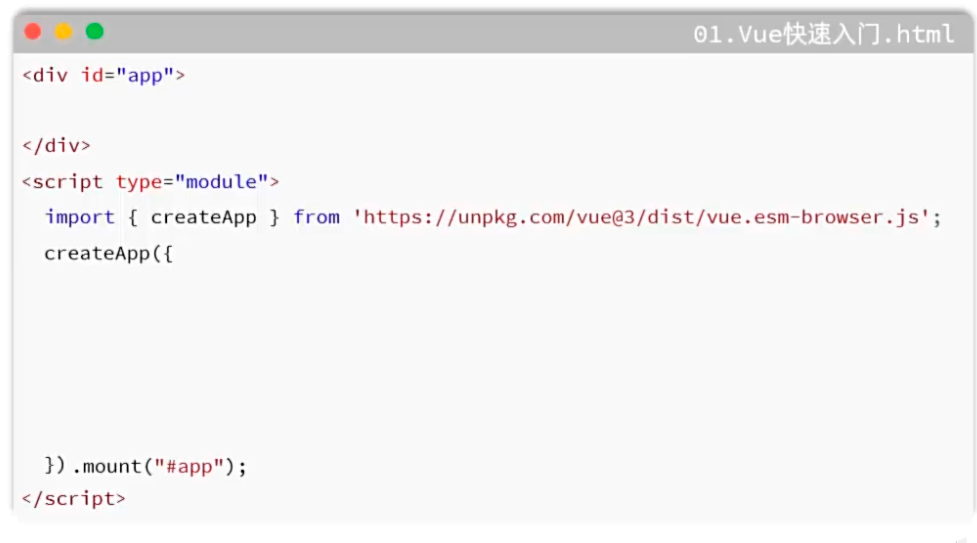 01.Vue快速入门.html
<div id="app">
</div>
<script type="module">
import { createApp } from 'https://unpkg.com/vue@3/dist/vue.esm-browser.js';
createApp({
}).mount("#app");
</script>